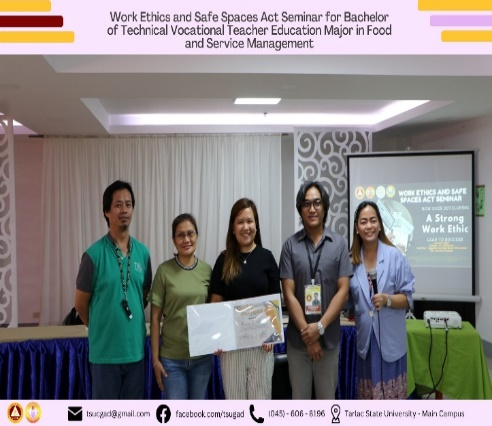 Work Ethics and Safe Spaces Act Seminar for Bachelor
of Technical Vocational Teacher Education Major in Food
and Service Management
WORK ETHICS AND SAFE
SPACES ACT SEMINAR
A Strong
Work Ethic
tsucgad@gmail.com
facebook.com/tsugad
(045) - 606 - 8196
Tarlac State University - Main Campus